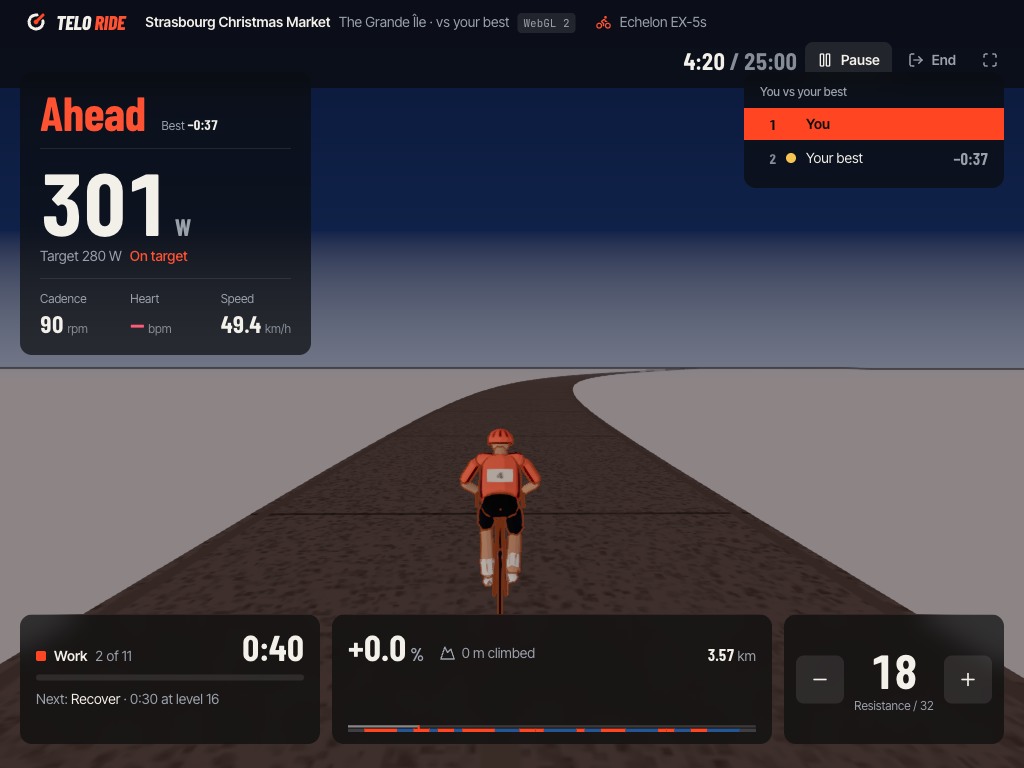 TELO RIDE Strasbourg Christmas Market The Grande Île · vs your best WebGL 2 Echelon EX-5s
4:20 / 25:00 Pause End
Ahead Best −0:37
301 W
Target 280 W On target
Cadence Heart Speed
90 rpm — bpm 49.4 km/h
You vs your best
1 You
2 Your best −0:37
4
Work 2 of 11 0:40
Next: Recover · 0:30 at level 16
+0.0 % 0 m climbed 3.57 km
− 18 +
Resistance / 32